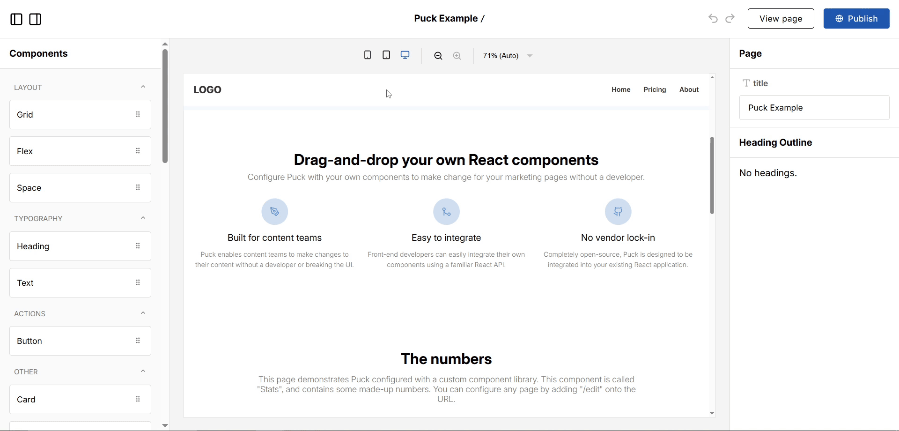 Puck Example /
View page
Publish
Components
LAYOUT
Grid
Flex
Space
TYPOGRAPHY
Heading
Text
ACTIONS
Button
OTHER
Card
71% (Auto)
LOGO
Home
Pricing
About
Drag-and-drop your own React components
Configure Puck with your own components to make change for your marketing pages without a developer.
Built for content teams
Puck enables content teams to make changes to
their content without a developer or breaking the UI.
Easy to integrate
Front-end developers can easily integrate their own
components using a familiar React API.
No vendor lock-in
Completely open-source, Puck is designed to be
integrated into your existing React application.
The numbers
This page demonstrates Puck configured with a custom component library. This component is called
"Stats", and contains some made-up numbers. You can configure any page by adding "/edit" onto the
URL.
Page
title
Puck Example
Heading Outline
No headings.